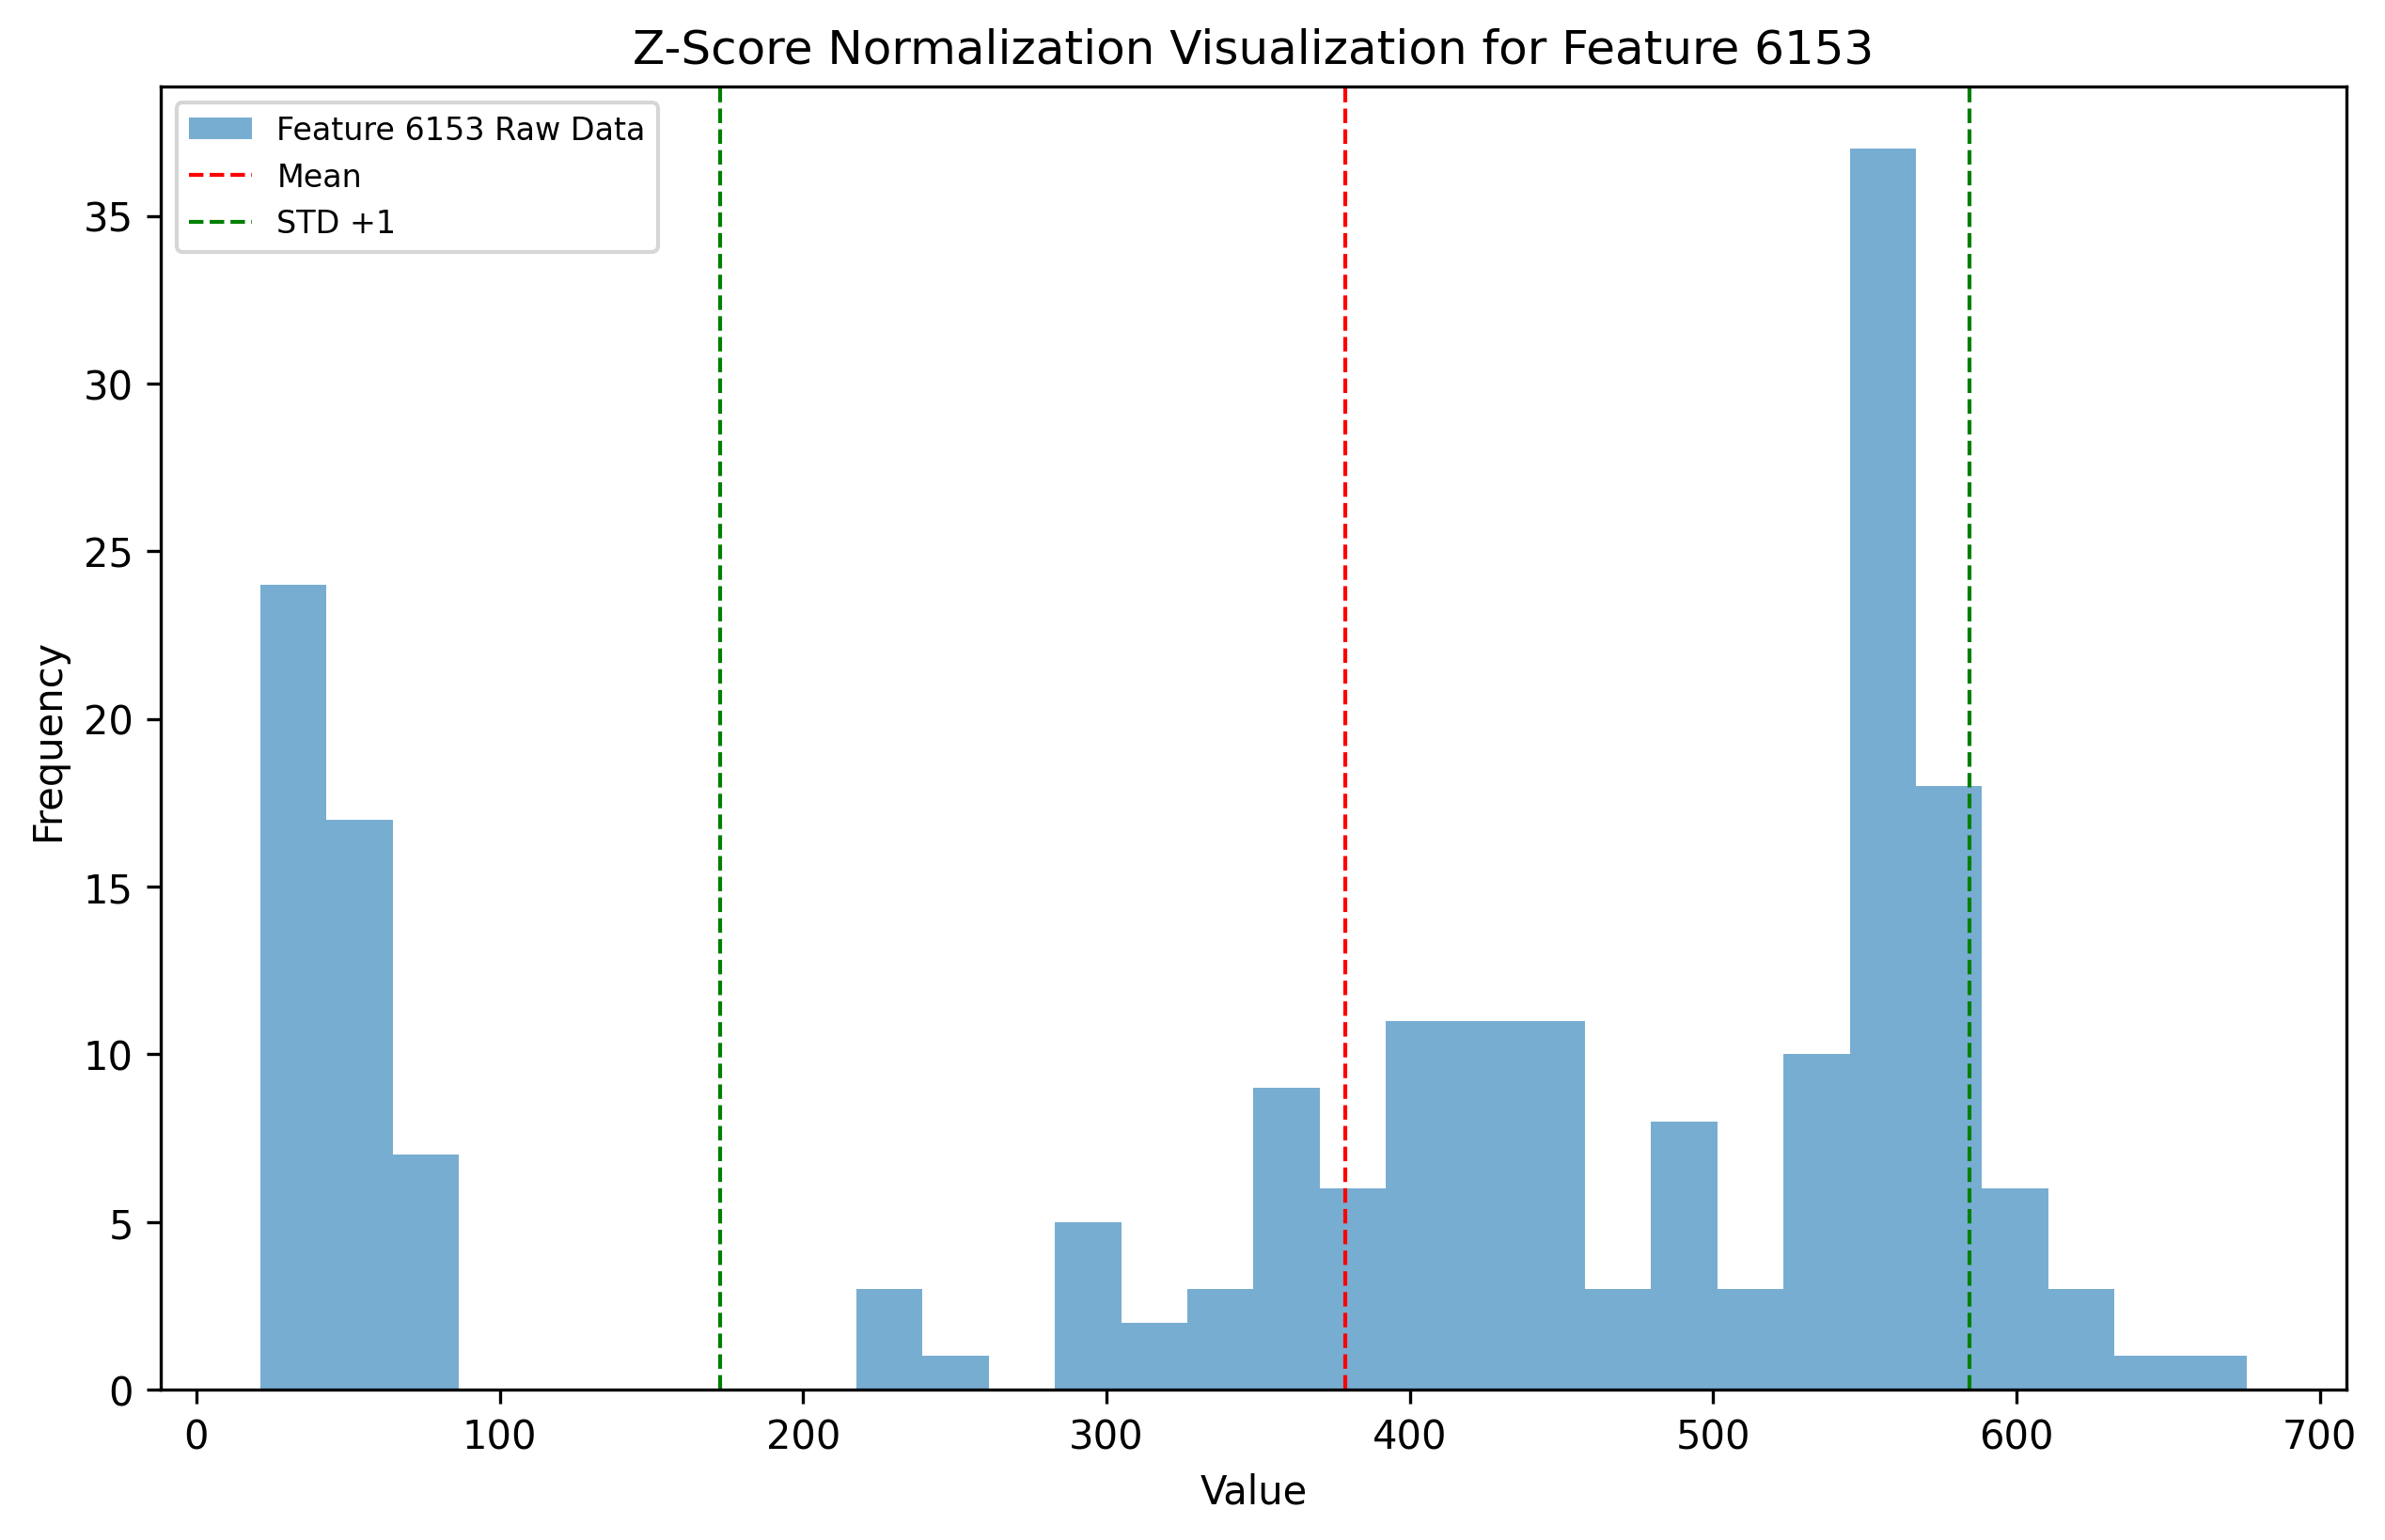 Z-Score Normalization Visualization for Feature 6153
Feature 6153 Raw Data
Mean
STD +1
Frequency
35
30
25
20
15
10
5
0
0 100 200 300 400 500 600 700
Value